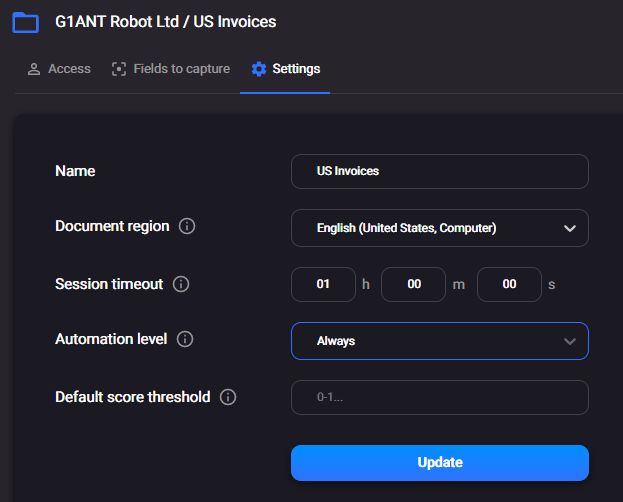 G1ANT Robot Ltd / US Invoices
Access Fields to capture Settings
Name US Invoices
Document region English (United States, Computer)
Session timeout 01 h 00 m 00 s
Automation level Always
Default score threshold 0-1...
Update